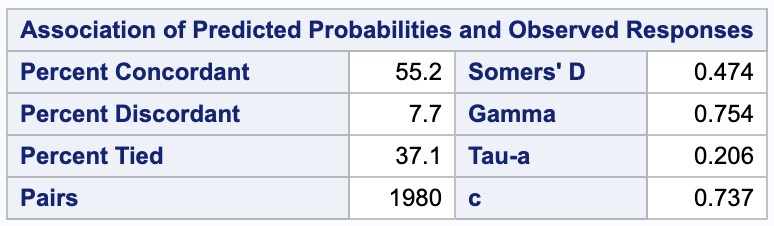 Association of Predicted Probabilities and Observed Responses
Percent Concordant 55.2 Somers' D 0.474
Percent Discordant 7.7 Gamma 0.754
Percent Tied 37.1 Tau-a 0.206
Pairs 1980 c 0.737